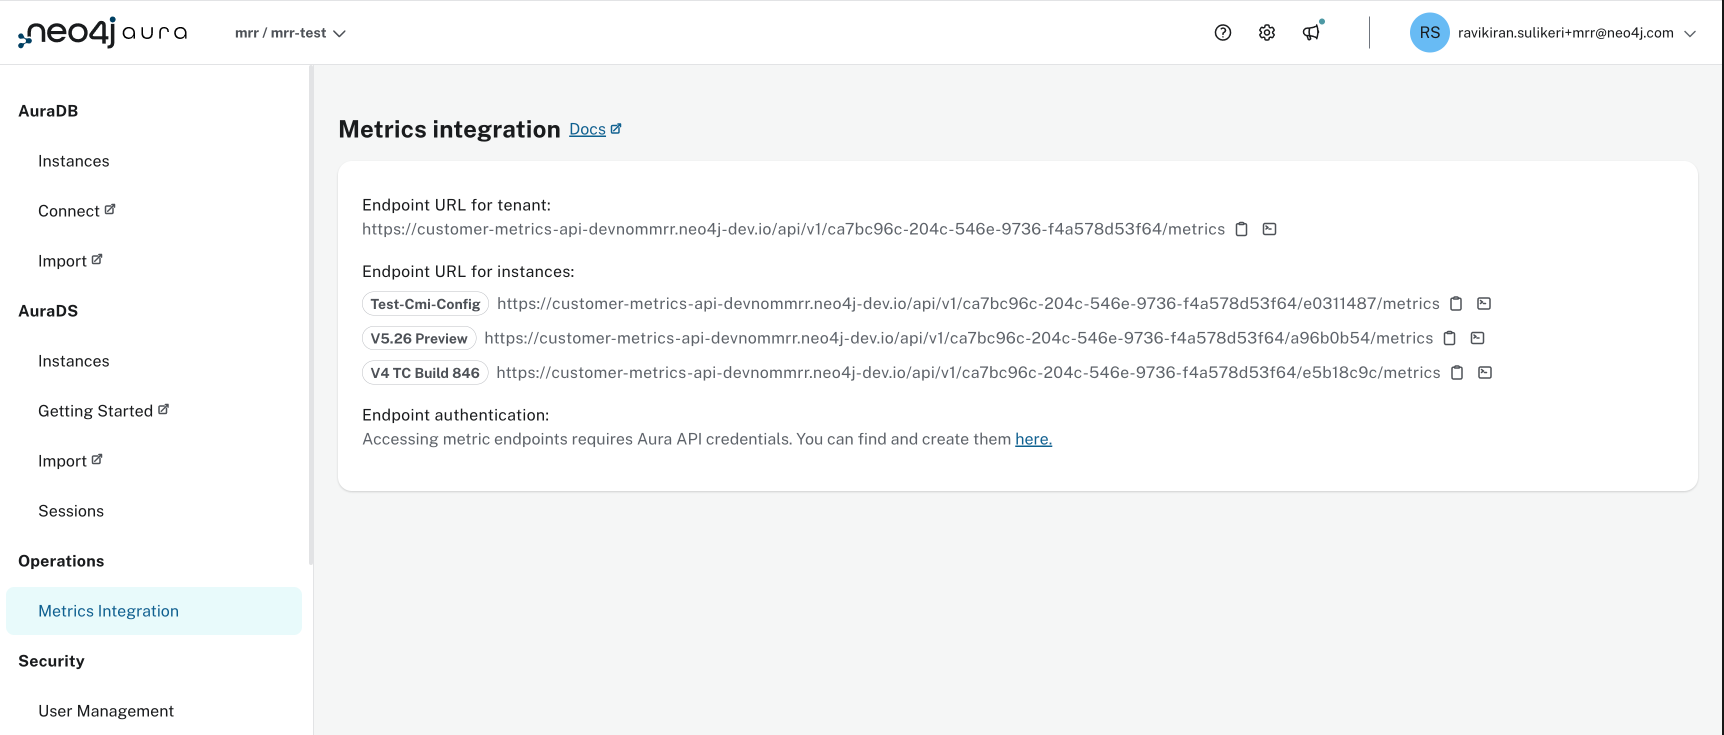 neo4j aura
mrr / mrr-test
RS
ravikiran.sulikeri+mrr@neo4j.com
AuraDB
Instances
Connect
Import
AuraDS
Instances
Getting Started
Import
Sessions
Operations
Metrics Integration
Security
User Management
Metrics integration Docs
Endpoint URL for tenant:
https://customer-metrics-api-devnommrr.neo4j-dev.io/api/v1/ca7bc96c-204c-546e-9736-f4a578d53f64/metrics
Endpoint URL for instances:
Test-Cmi-Config https://customer-metrics-api-devnommrr.neo4j-dev.io/api/v1/ca7bc96c-204c-546e-9736-f4a578d53f64/e0311487/metrics
V5.26 Preview https://customer-metrics-api-devnommrr.neo4j-dev.io/api/v1/ca7bc96c-204c-546e-9736-f4a578d53f64/a96b0b54/metrics
V4 TC Build 846 https://customer-metrics-api-devnommrr.neo4j-dev.io/api/v1/ca7bc96c-204c-546e-9736-f4a578d53f64/e5b18c9c/metrics
Endpoint authentication:
Accessing metric endpoints requires Aura API credentials. You can find and create them here.